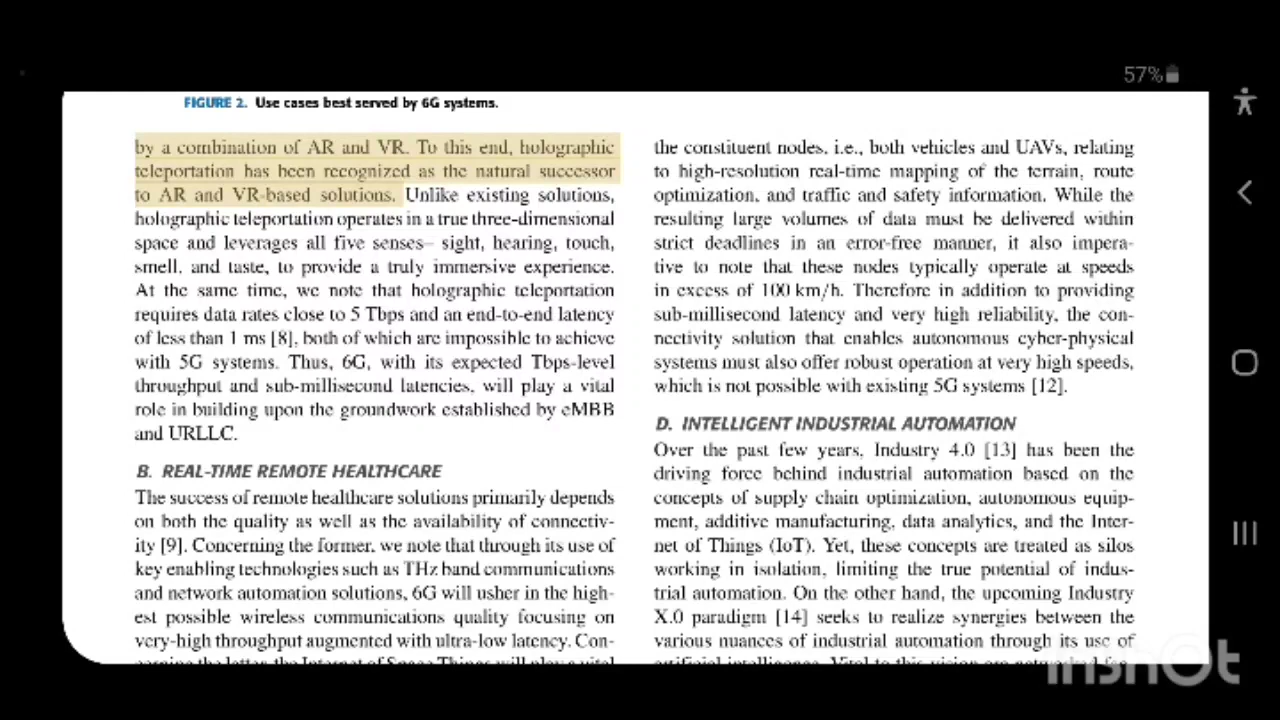 57%
FIGURE 2. Use cases best served by 6G systems.
by a combination of AR and VR. To this end, holographic
teleportation has been recognized as the natural successor
to AR and VR-based solutions. Unlike existing solutions,
holographic teleportation operates in a true three-dimensional
space and leverages all five senses– sight, hearing, touch,
smell, and taste, to provide a truly immersive experience.
At the same time, we note that holographic teleportation
requires data rates close to 5 Tbps and an end-to-end latency
of less than 1 ms [8], both of which are impossible to achieve
with 5G systems. Thus, 6G, with its expected Tbps-level
throughput and sub-millisecond latencies, will play a vital
role in building upon the groundwork established by eMBB
and URLLC.
B. REAL-TIME REMOTE HEALTHCARE
The success of remote healthcare solutions primarily depends
on both the quality as well as the availability of connectiv-
ity [9]. Concerning the former, we note that through its use of
key enabling technologies such as THz band communications
and network automation solutions, 6G will usher in the high-
est possible wireless communications quality focusing on
very-high throughput augmented with ultra-low latency. Con-
cerning the latter, the Internet of Space Things will play a vital
the constituent nodes, i.e., both vehicles and UAVs, relating
to high-resolution real-time mapping of the terrain, route
optimization, and traffic and safety information. While the
resulting large volumes of data must be delivered within
strict deadlines in an error-free manner, it also impera-
tive to note that these nodes typically operate at speeds
in excess of 100 km/h. Therefore in addition to providing
sub-millisecond latency and very high reliability, the con-
nectivity solution that enables autonomous cyber-physical
systems must also offer robust operation at very high speeds,
which is not possible with existing 5G systems [12].
D. INTELLIGENT INDUSTRIAL AUTOMATION
Over the past few years, Industry 4.0 [13] has been the
driving force behind industrial automation based on the
concepts of supply chain optimization, autonomous equip-
ment, additive manufacturing, data analytics, and the Inter-
net of Things (IoT). Yet, these concepts are treated as silos
working in isolation, limiting the true potential of indus-
trial automation. On the other hand, the upcoming Industry
X.0 paradigm [14] seeks to realize synergies between the
various nuances of industrial automation through its use of
artificial intelligence. Vital to this vision are
InShOt